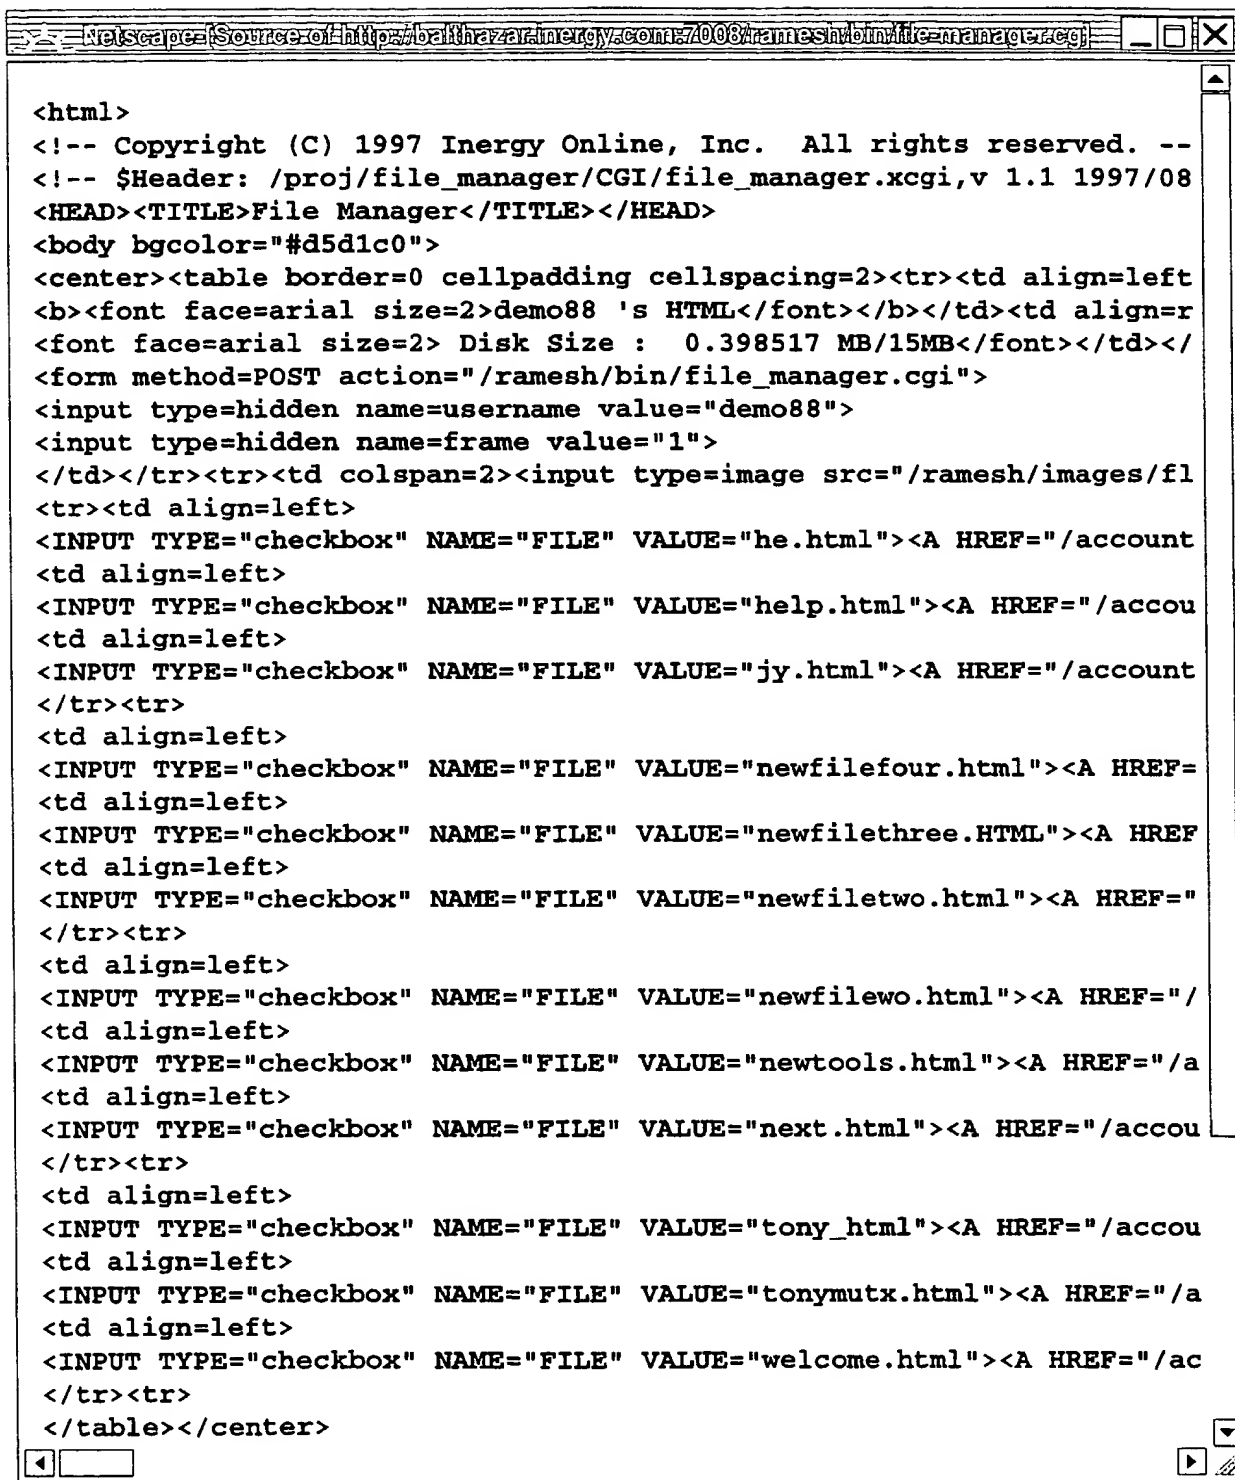 Netscape-[Source of http://balthazar.inergy.com:7008/ramesh/bin/file-manager.cgi
<html>
<!-- Copyright (C) 1997 Inergy Online, Inc.  All rights reserved. --
<!-- $Header: /proj/file_manager/CGI/file_manager.xcgi,v 1.1 1997/08
<HEAD><TITLE>File Manager</TITLE></HEAD>
<body bgcolor="#d5d1c0">
<center><table border=0 cellpadding cellspacing=2><tr><td align=left
<b><font face=arial size=2>demo88 's HTML</font></b></td><td align=r
<font face=arial size=2> Disk Size :  0.398517 MB/15MB</font></td></
<form method=POST action="/ramesh/bin/file_manager.cgi">
<input type=hidden name=username value="demo88">
<input type=hidden name=frame value="1">
</td></tr><tr><td colspan=2><input type=image src="/ramesh/images/fl
<tr><td align=left>
<INPUT TYPE="checkbox" NAME="FILE" VALUE="he.html"><A HREF="/account
<td align=left>
<INPUT TYPE="checkbox" NAME="FILE" VALUE="help.html"><A HREF="/accou
<td align=left>
<INPUT TYPE="checkbox" NAME="FILE" VALUE="jy.html"><A HREF="/account
</tr><tr>
<td align=left>
<INPUT TYPE="checkbox" NAME="FILE" VALUE="newfilefour.html"><A HREF=
<td align=left>
<INPUT TYPE="checkbox" NAME="FILE" VALUE="newfilethree.HTML"><A HREF
<td align=left>
<INPUT TYPE="checkbox" NAME="FILE" VALUE="newfiletwo.html"><A HREF="
</tr><tr>
<td align=left>
<INPUT TYPE="checkbox" NAME="FILE" VALUE="newfilewo.html"><A HREF="/
<td align=left>
<INPUT TYPE="checkbox" NAME="FILE" VALUE="newtools.html"><A HREF="/a
<td align=left>
<INPUT TYPE="checkbox" NAME="FILE" VALUE="next.html"><A HREF="/accou
</tr><tr>
<td align=left>
<INPUT TYPE="checkbox" NAME="FILE" VALUE="tony_html"><A HREF="/accou
<td align=left>
<INPUT TYPE="checkbox" NAME="FILE" VALUE="tonymutx.html"><A HREF="/a
<td align=left>
<INPUT TYPE="checkbox" NAME="FILE" VALUE="welcome.html"><A HREF="/ac
</tr><tr>
</table></center>